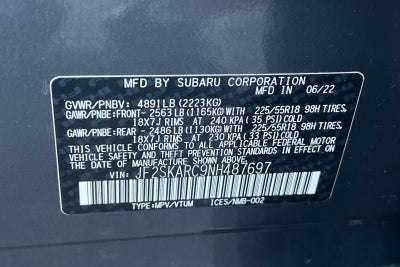 MFD BY SUBARU CORPORATION
MFD IN 06/22
GVWR/PNBV: 4891LB (2223KG)
GAWR/PNBE:FRONT- 2563LB (1165KG)WITH 225/55R18 98H TIRES.
18X7J RIMS AT 240 KPA (35 PSI)COLD
GAWR/PNBE:REAR - 2486LB (1130KG)WITH 225/55R18 98H TIRES.
18X7J RIMS AT 230 KPA (33 PSI)COLD
THIS VEHICLE CONFORMS TO ALL APPLICABLE
FEDERAL MOTOR VEHICLE SAFETY AND
THEFT PREVENTION STANDARDS IN EFFECT ON
THE DATE OF MANUFACTURE SHOWN ABOVE.
VIN: JF2SKARC9NH487697
TYPE:MPV/VTUM ICES/NMB-002